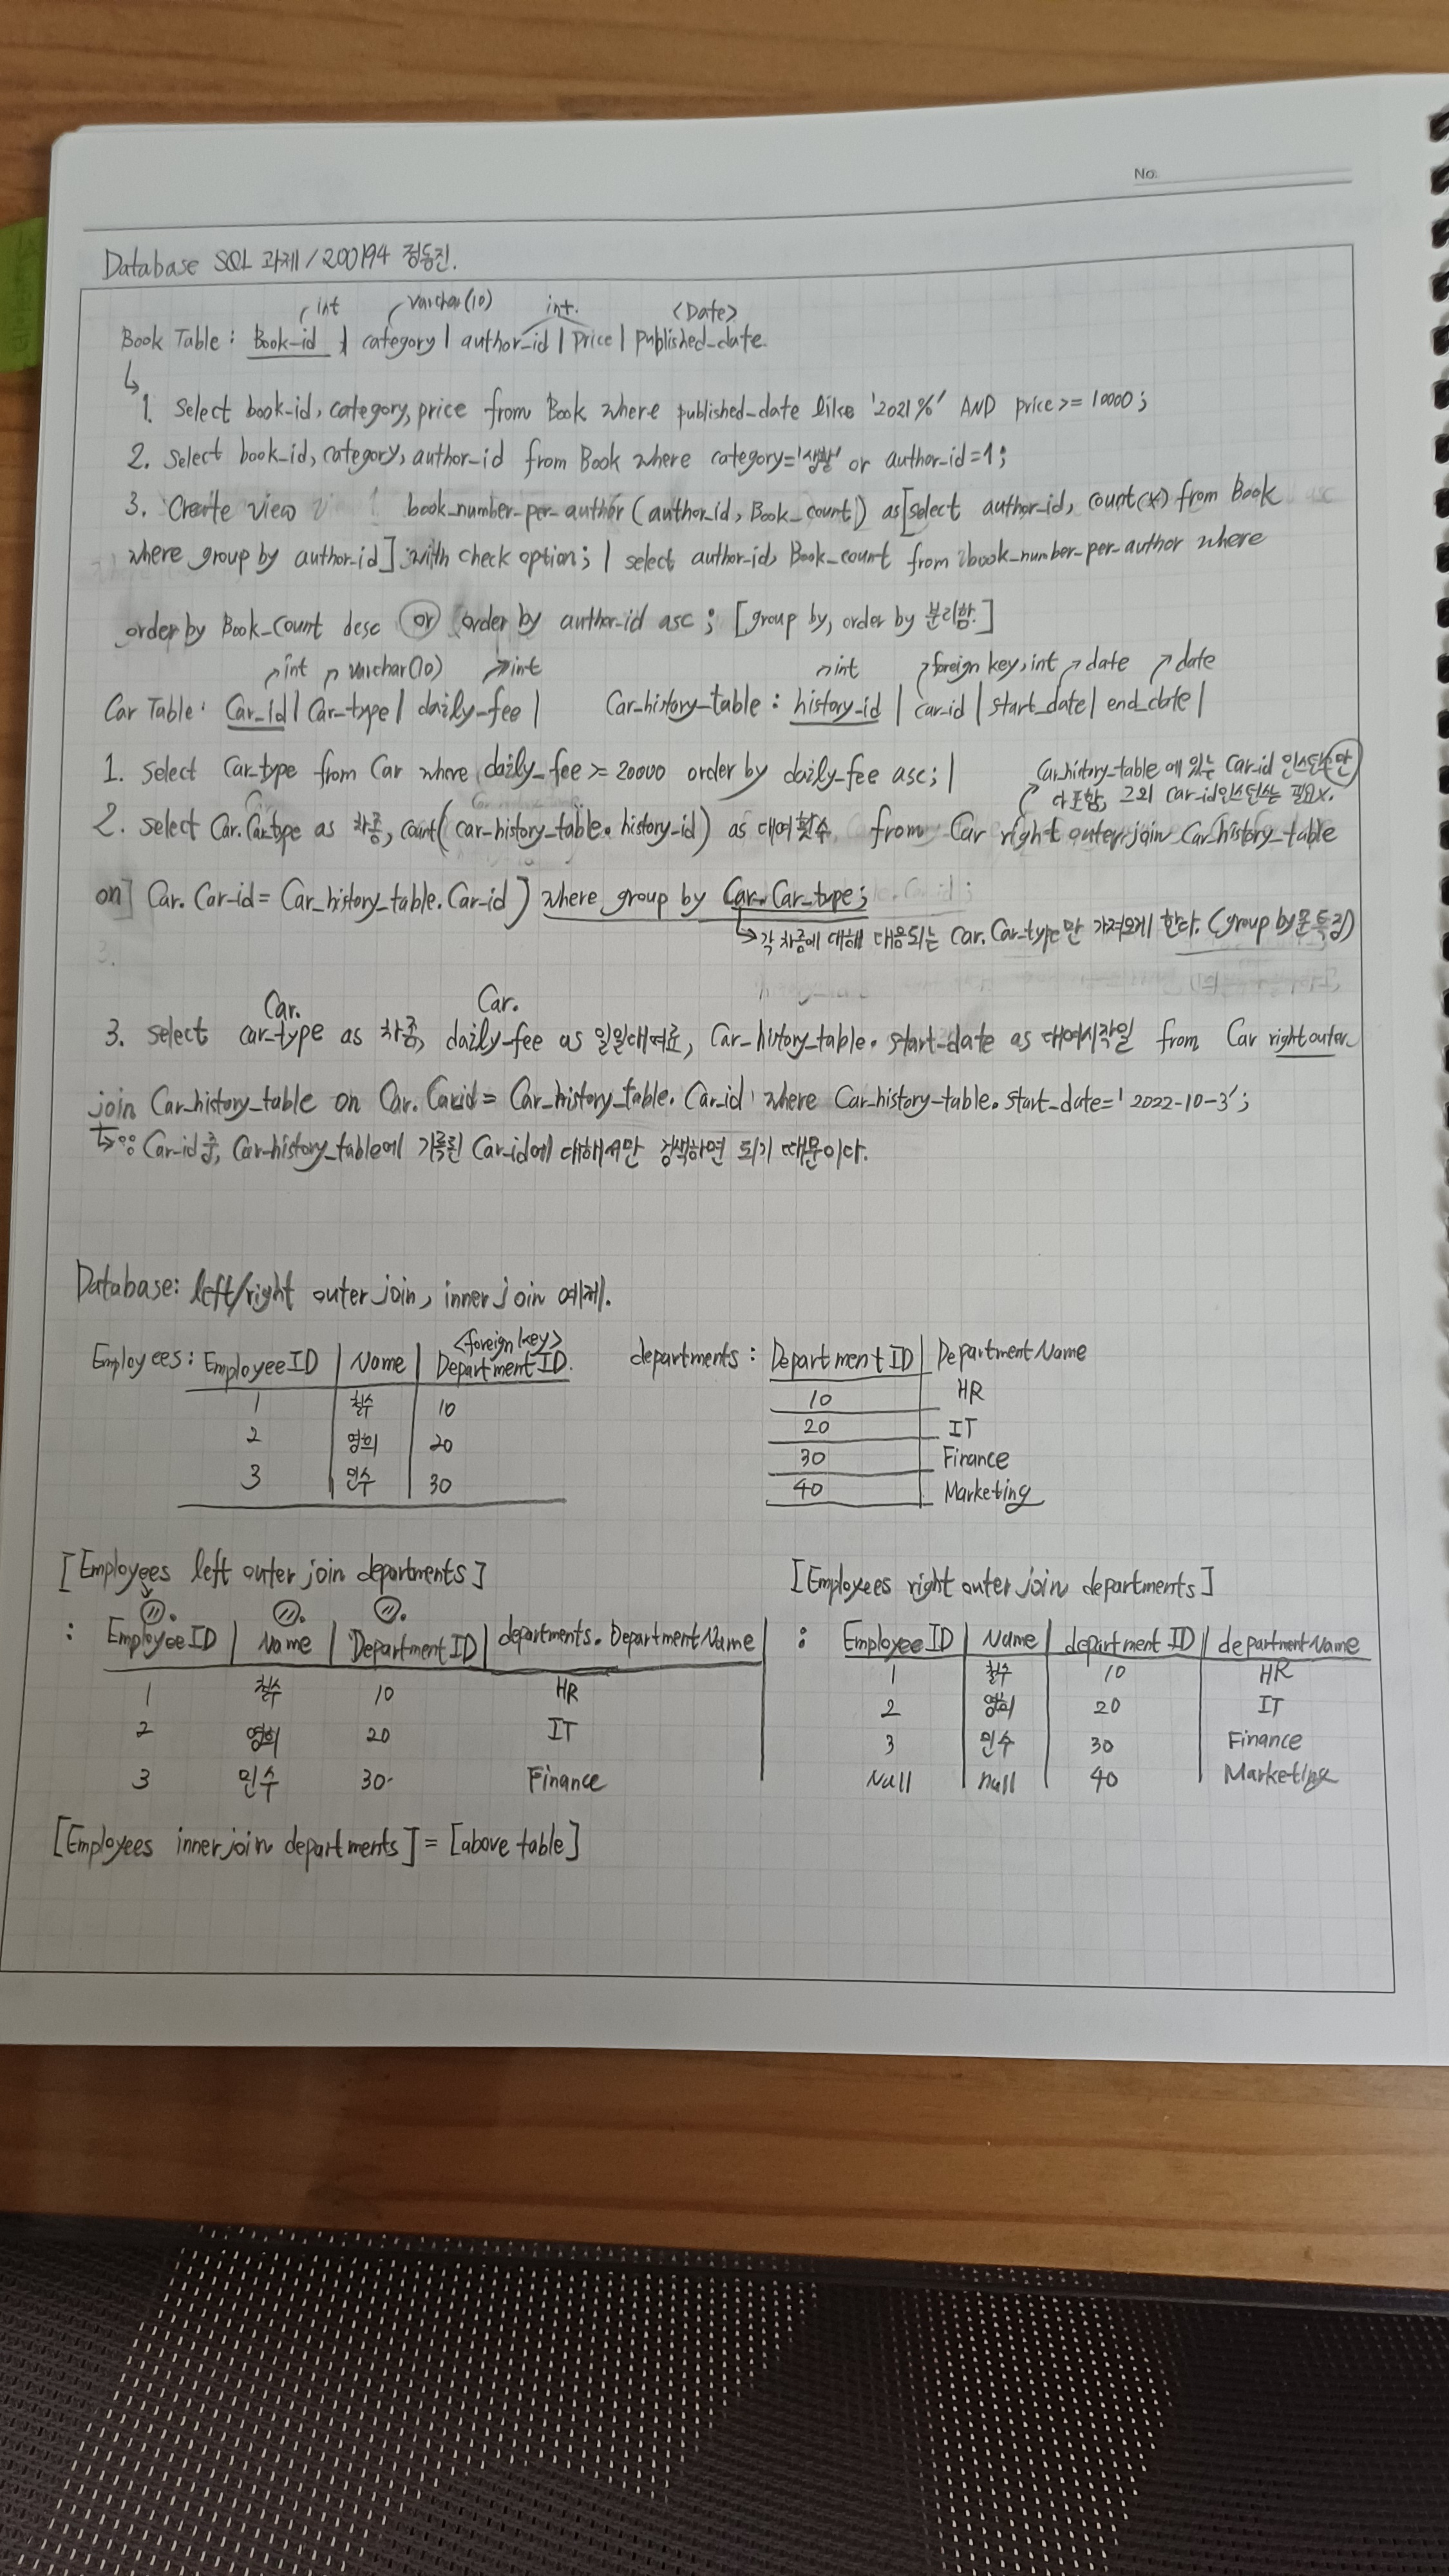 No.
Database SQL 과제 / 200194 정동진.
int varchar(10) int. <Date>
Book Table : Book-id | category | author-id | Price | published-date.
1. Select book-id, category, price from Book where published-date like '2021%' AND price >= 10000;
2. Select book-id, category, author-id from Book where category='생활' or author-id=1;
3. Create view book_number-per-author (author-id, Book_count) as [select author-id, count(*) from Book
where group by author-id] with check option; | select author-id, Book_count from book_number-per-author where
order by Book-Count desc or order by author-id asc ; [group by, order by 분리함.]
int varchar(10) int int foreign key, int date date
Car Table : Car-id | Car-type | daily-fee | Car-history-table : history-id | car-id | start_date | end_date |
1. Select Car-type from Car where daily-fee >= 20000 order by daily-fee asc; |
Car-history-table 에 있는 Car-id 인스턴스만
다 포함, 그 외 car-id인스턴스는 필요X.
2. select Car.Car-type as 차종, count(car-history-table.history-id) as 대여횟수 from Car right outer join Car-history-table
on] Car.Car-id = Car-history-table.Car-id] where group by Car.Car-type;
각 차종에 대해 대응되는 Car.Car-type만 가져오게 한다. (group by문 특징)
3.
Car. Car.
3. select car-type as 차종, daily-fee as 일일대여료, Car-history-table.start-date as 대여시작일 from Car right outer
join Car-history-table on Car.Car-id = Car-history-table.Car-id where Car-history-table.start-date='2022-10-3';
∵ Car-id 중, Car-history-table에 기록된 Car-id에 대해서만 검색하면 되기 때문이다.
Database: left/right outer join, inner join 예제.
<foreign key>
Employees : EmployeeID | Name | DepartmentID. departments : DepartmentID | DepartmentName
1 철수 10 10 HR
2 영희 20 20 IT
3 민수 30 30 Finance
40 Marketing
[Employees left outer join departments] [Employees right outer join departments]
〃. 〃. 〃.
: EmployeeID | Name | DepartmentID | departments.DepartmentName | : EmployeeID | Name | department ID | departmentName
1 철수 10 HR 1 철수 10 HR
2 영희 20 IT 2 영희 20 IT
3 민수 30 Finance 3 민수 30 Finance
Null null 40 Marketing
[Employees inner join departments] = [above table]